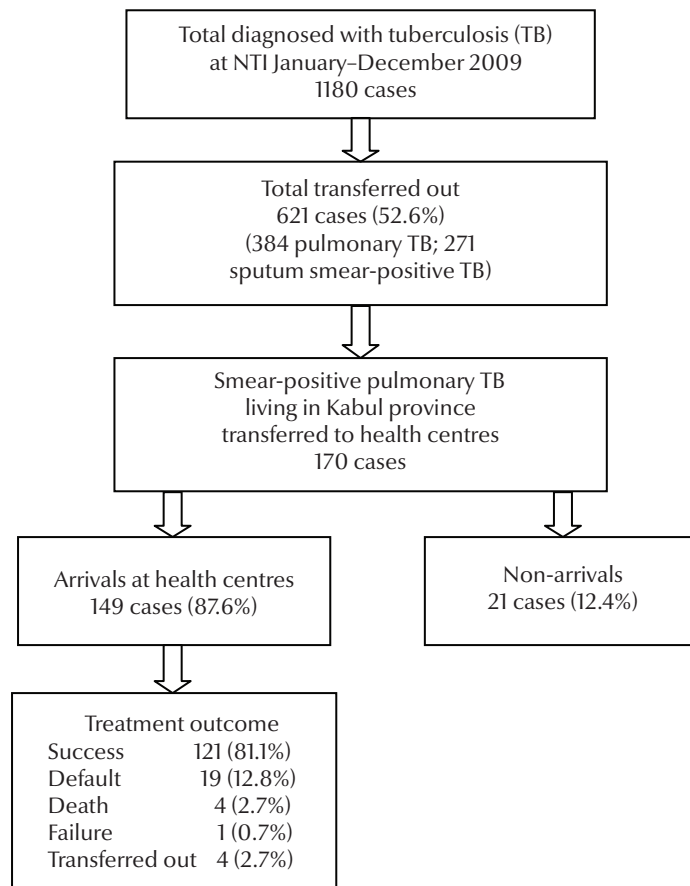 Total diagnosed with tuberculosis (TB)
at NTI January–December 2009
1180 cases
Total transferred out
621 cases (52.6%)
(384 pulmonary TB; 271
sputum smear-positive TB)
Smear-positive pulmonary TB
living in Kabul province
transferred to health centres
170 cases
Arrivals at health centres
149 cases (87.6%)
Non-arrivals
21 cases (12.4%)
Treatment outcome
Success 121 (81.1%)
Default 19 (12.8%)
Death 4 (2.7%)
Failure 1 (0.7%)
Transferred out 4 (2.7%)